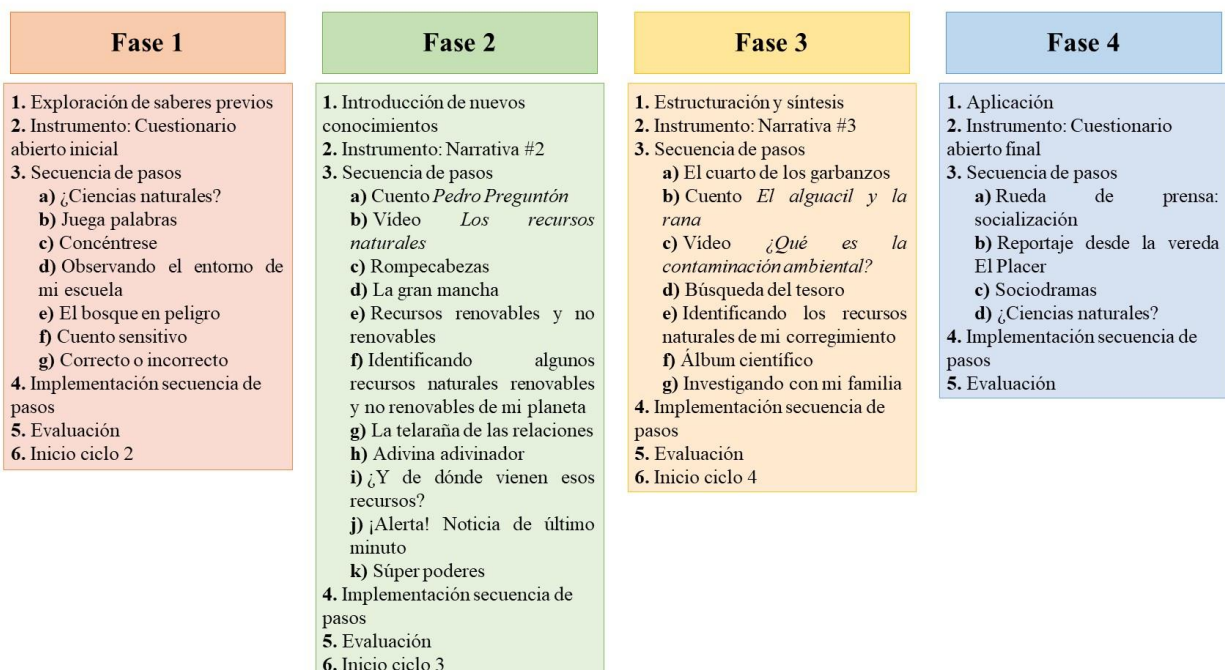 Fase 1
1. Exploración de saberes previos
2. Instrumento: Cuestionario
abierto inicial
3. Secuencia de pasos
a) ¿Ciencias naturales?
b) Juega palabras
c) Concéntrese
d) Observando el entorno de
mi escuela
e) El bosque en peligro
f) Cuento sensitivo
g) Correcto o incorrecto
4. Implementación secuencia de
pasos
5. Evaluación
6. Inicio ciclo 2
Fase 2
1. Introducción de nuevos
conocimientos
2. Instrumento: Narrativa #2
3. Secuencia de pasos
a) Cuento Pedro Preguntón
b) Vídeo Los recursos
naturales
c) Rompecabezas
d) La gran mancha
e) Recursos renovables y no
renovables
f) Identificando algunos
recursos naturales renovables
y no renovables de mi planeta
g) La telaraña de las relaciones
h) Adivina adivinador
i) ¿Y de dónde vienen esos
recursos?
j) ¡Alerta! Noticia de último
minuto
k) Súper poderes
4. Implementación secuencia de
pasos
5. Evaluación
6. Inicio ciclo 3
Fase 3
1. Estructuración y síntesis
2. Instrumento: Narrativa #3
3. Secuencia de pasos
a) El cuarto de los garbanzos
b) Cuento El alguacil y la
rana
c) Vídeo ¿Qué es la
contaminación ambiental?
d) Búsqueda del tesoro
e) Identificando los recursos
naturales de mi corregimiento
f) Álbum científico
g) Investigando con mi familia
4. Implementación secuencia de
pasos
5. Evaluación
6. Inicio ciclo 4
Fase 4
1. Aplicación
2. Instrumento: Cuestionario
abierto final
3. Secuencia de pasos
a) Rueda de prensa:
socialización
b) Reportaje desde la vereda
El Placer
c) Sociodramas
d) ¿Ciencias naturales?
4. Implementación secuencia de
pasos
5. Evaluación